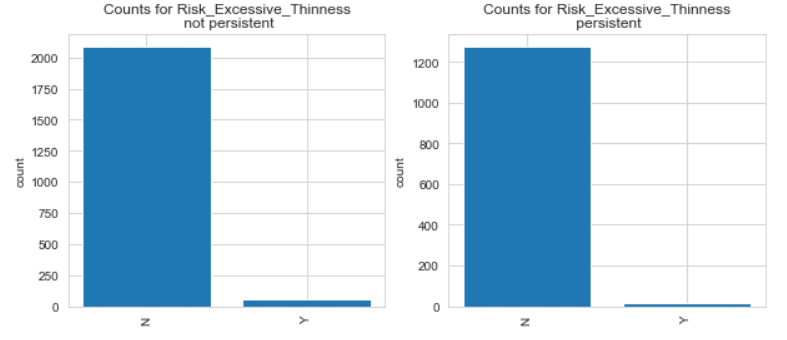 Counts for Risk_Excessive_Thinness
not persistent
count
2000
1750
1500
1250
1000
750
500
250
0
N
Y
Counts for Risk_Excessive_Thinness
persistent
count
1200
1000
800
600
400
200
0
N
Y